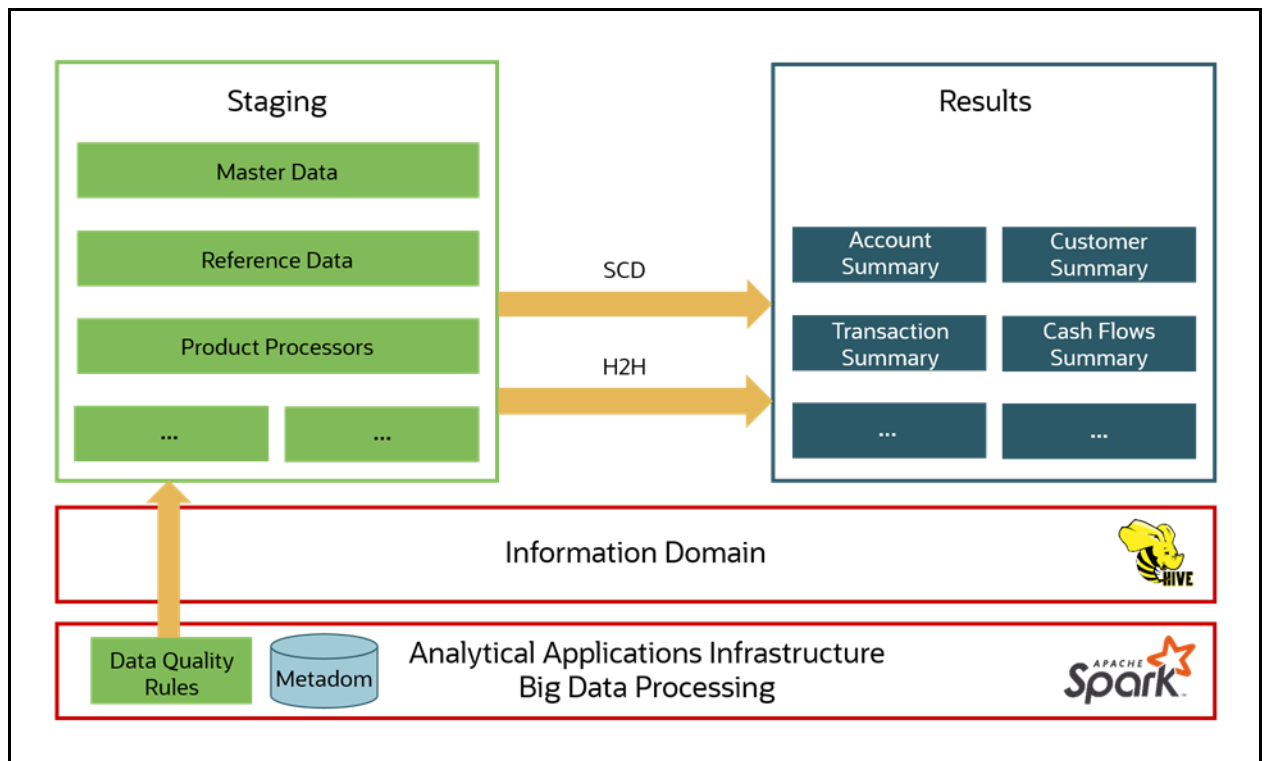 Staging
Master Data
Reference Data
Product Processors
...
...
SCD
H2H
Results
Account
Summary
Customer
Summary
Transaction
Summary
Cash Flows
Summary
...
...
Information Domain
HIVE
Data Quality
Rules
Metadom
Analytical Applications Infrastructure
Big Data Processing
APACHE
Spark™